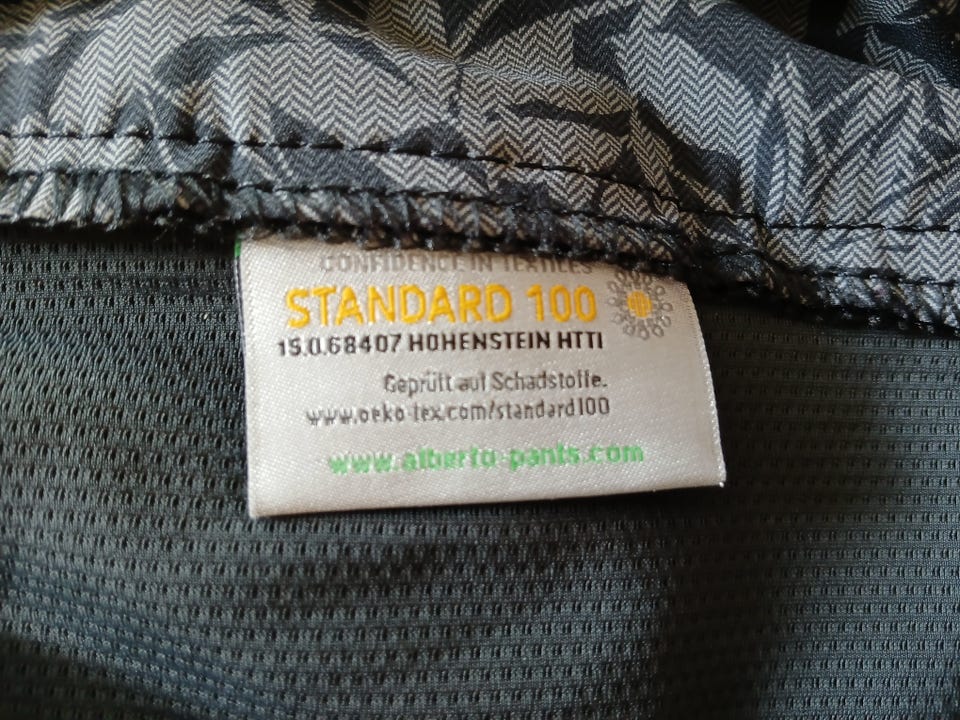 CONFIDENCE IN TEXTILES
STANDARD 100
15.0.68407 HOHENSTEIN HTTI
Geprüft auf Schadstoffe.
www.oeko-tex.com/standard100
www.alberto-pants.com